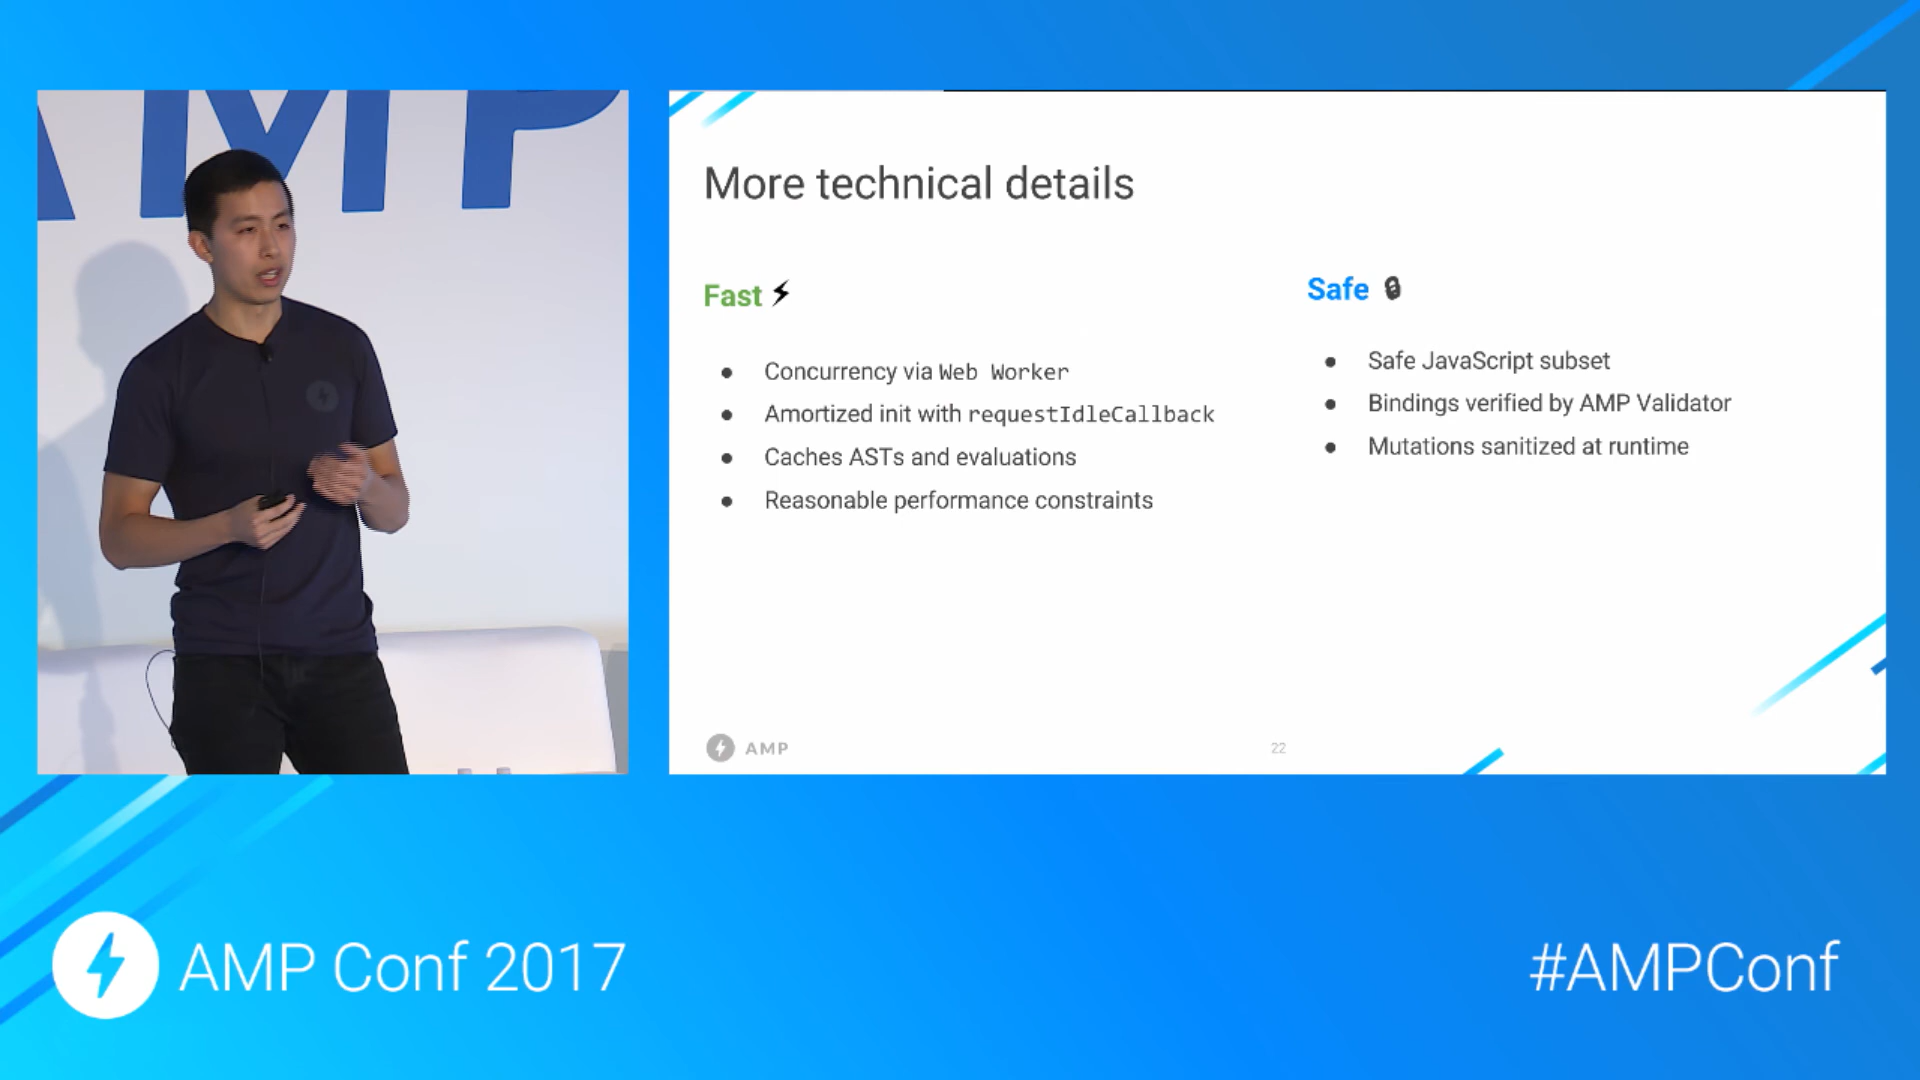 AMP
More technical details
Fast
Concurrency via Web Worker
Amortized init with requestIdleCallback
Caches ASTs and evaluations
Reasonable performance constraints
Safe
Safe JavaScript subset
Bindings verified by AMP Validator
Mutations sanitized at runtime
AMP
22
AMP Conf 2017
#AMPConf